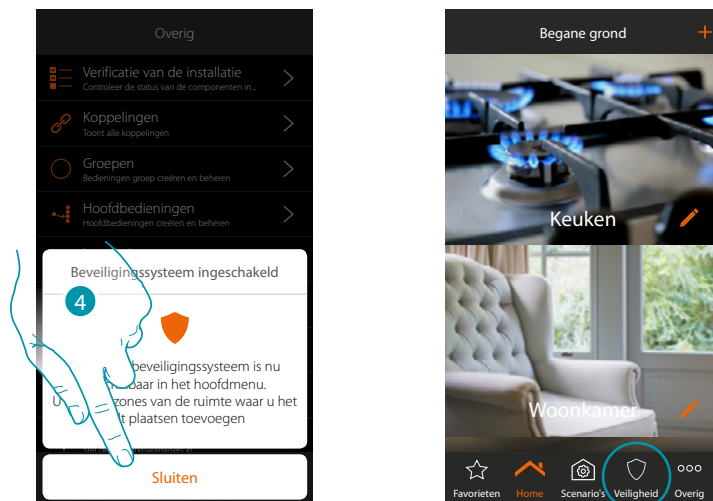 Overig
Verificatie van de installatie
Controleer de status van de componenten in...
Koppelingen
Toont alle koppelingen
Groepen
Bedieningen groep creëren en beheren
Hoofdbedieningen
Hoofdbedieningen creëren en beheren
Beveiligingssysteem ingeschakeld
4
beveiligingssysteem is nu
baar in het hoofdmenu.
U zones van de ruimte waar u het
t plaatsen toevoegen
Sluiten
Begane grond
+
Keuken
Woonkamer
Favorieten
Home
Scenario's
Veiligheid
Overig